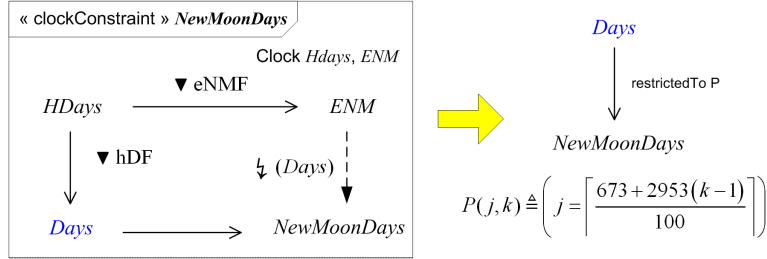 « clockConstraint » NewMoonDays
Clock Hdays, ENM
▼ eNMF
HDays
ENM
▼ hDF
↯ (Days)
Days
NewMoonDays
Days
restrictedTo P
NewMoonDays
P(j,k) ≜ ( j = ⌈ 673 + 2953(k−1) / 100 ⌉ )